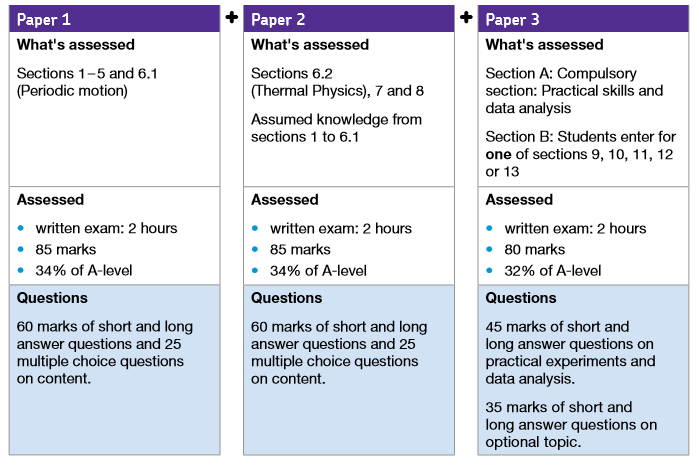 Paper 1
What's assessed
Sections 1–5 and 6.1
(Periodic motion)
Assessed
• written exam: 2 hours
• 85 marks
• 34% of A-level
Questions
60 marks of short and long
answer questions and 25
multiple choice questions
on content.
+
Paper 2
What's assessed
Sections 6.2
(Thermal Physics), 7 and 8
Assumed knowledge from
sections 1 to 6.1
Assessed
• written exam: 2 hours
• 85 marks
• 34% of A-level
Questions
60 marks of short and long
answer questions and 25
multiple choice questions
on content.
+
Paper 3
What's assessed
Section A: Compulsory
section: Practical skills and
data analysis
Section B: Students enter for
one of sections 9, 10, 11, 12
or 13
Assessed
• written exam: 2 hours
• 80 marks
• 32% of A-level
Questions
45 marks of short and
long answer questions on
practical experiments and
data analysis.
35 marks of short and
long answer questions on
optional topic.